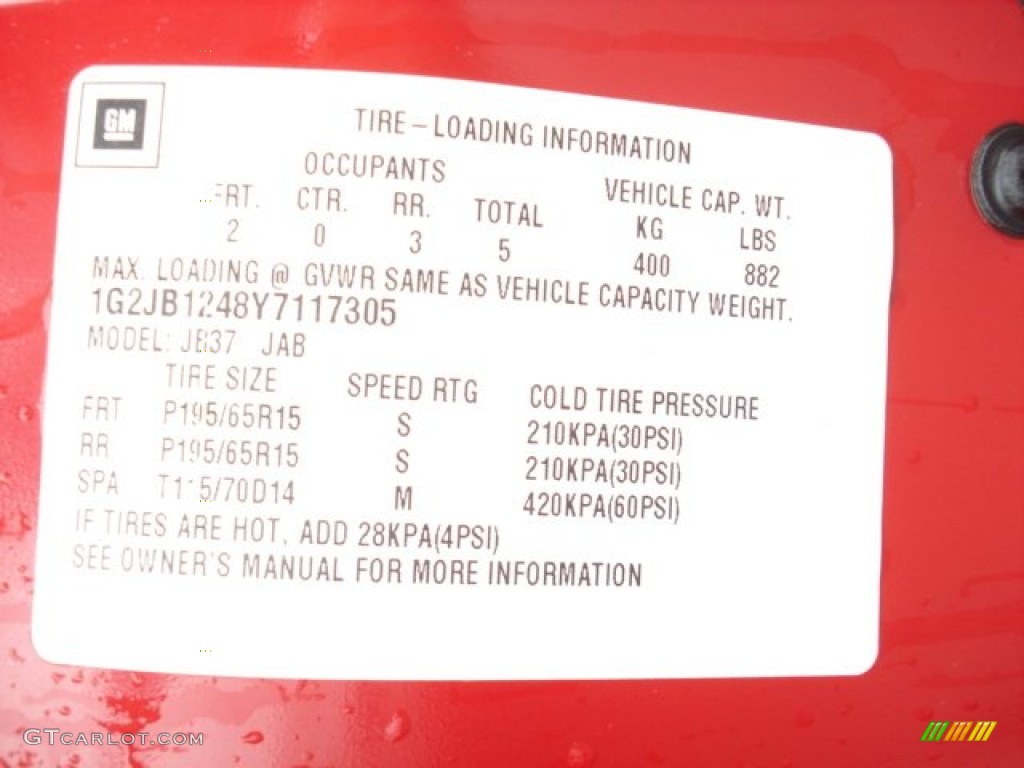 GM
TIRE-LOADING INFORMATION
OCCUPANTS VEHICLE CAP. WT.
FRT. CTR. RR. TOTAL KG LBS
2 0 3 5 400 882
MAX. LOADING @ GVWR SAME AS VEHICLE CAPACITY WEIGHT.
1G2JB1248Y7117305
MODEL: JB37 JAB
TIRE SIZE SPEED RTG COLD TIRE PRESSURE
FRT P195/65R15 S 210KPA(30PSI)
RR P195/65R15 S 210KPA(30PSI)
SPA T115/70D14 M 420KPA(60PSI)
IF TIRES ARE HOT, ADD 28KPA(4PSI)
SEE OWNER'S MANUAL FOR MORE INFORMATION
GTCARLOT.COM